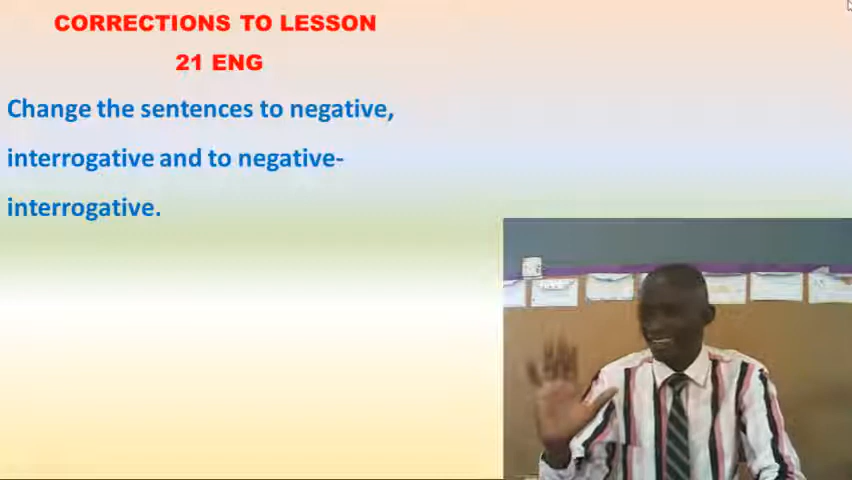 CORRECTIONS TO LESSON
21 ENG
Change the sentences to negative,
interrogative and to negative-
interrogative.